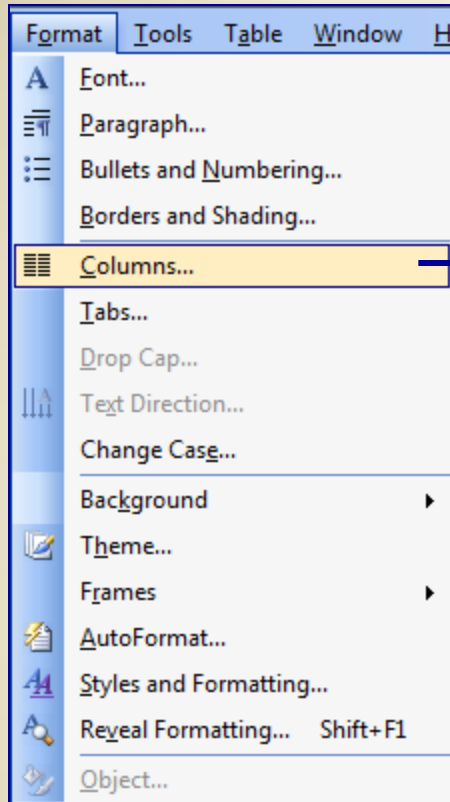 Format Tools Table Window H
Font...
Paragraph...
Bullets and Numbering...
Borders and Shading...
Columns...
Tabs...
Drop Cap...
Text Direction...
Change Case...
Background
Theme...
Frames
AutoFormat...
Styles and Formatting...
Reveal Formatting... Shift+F1
Object...